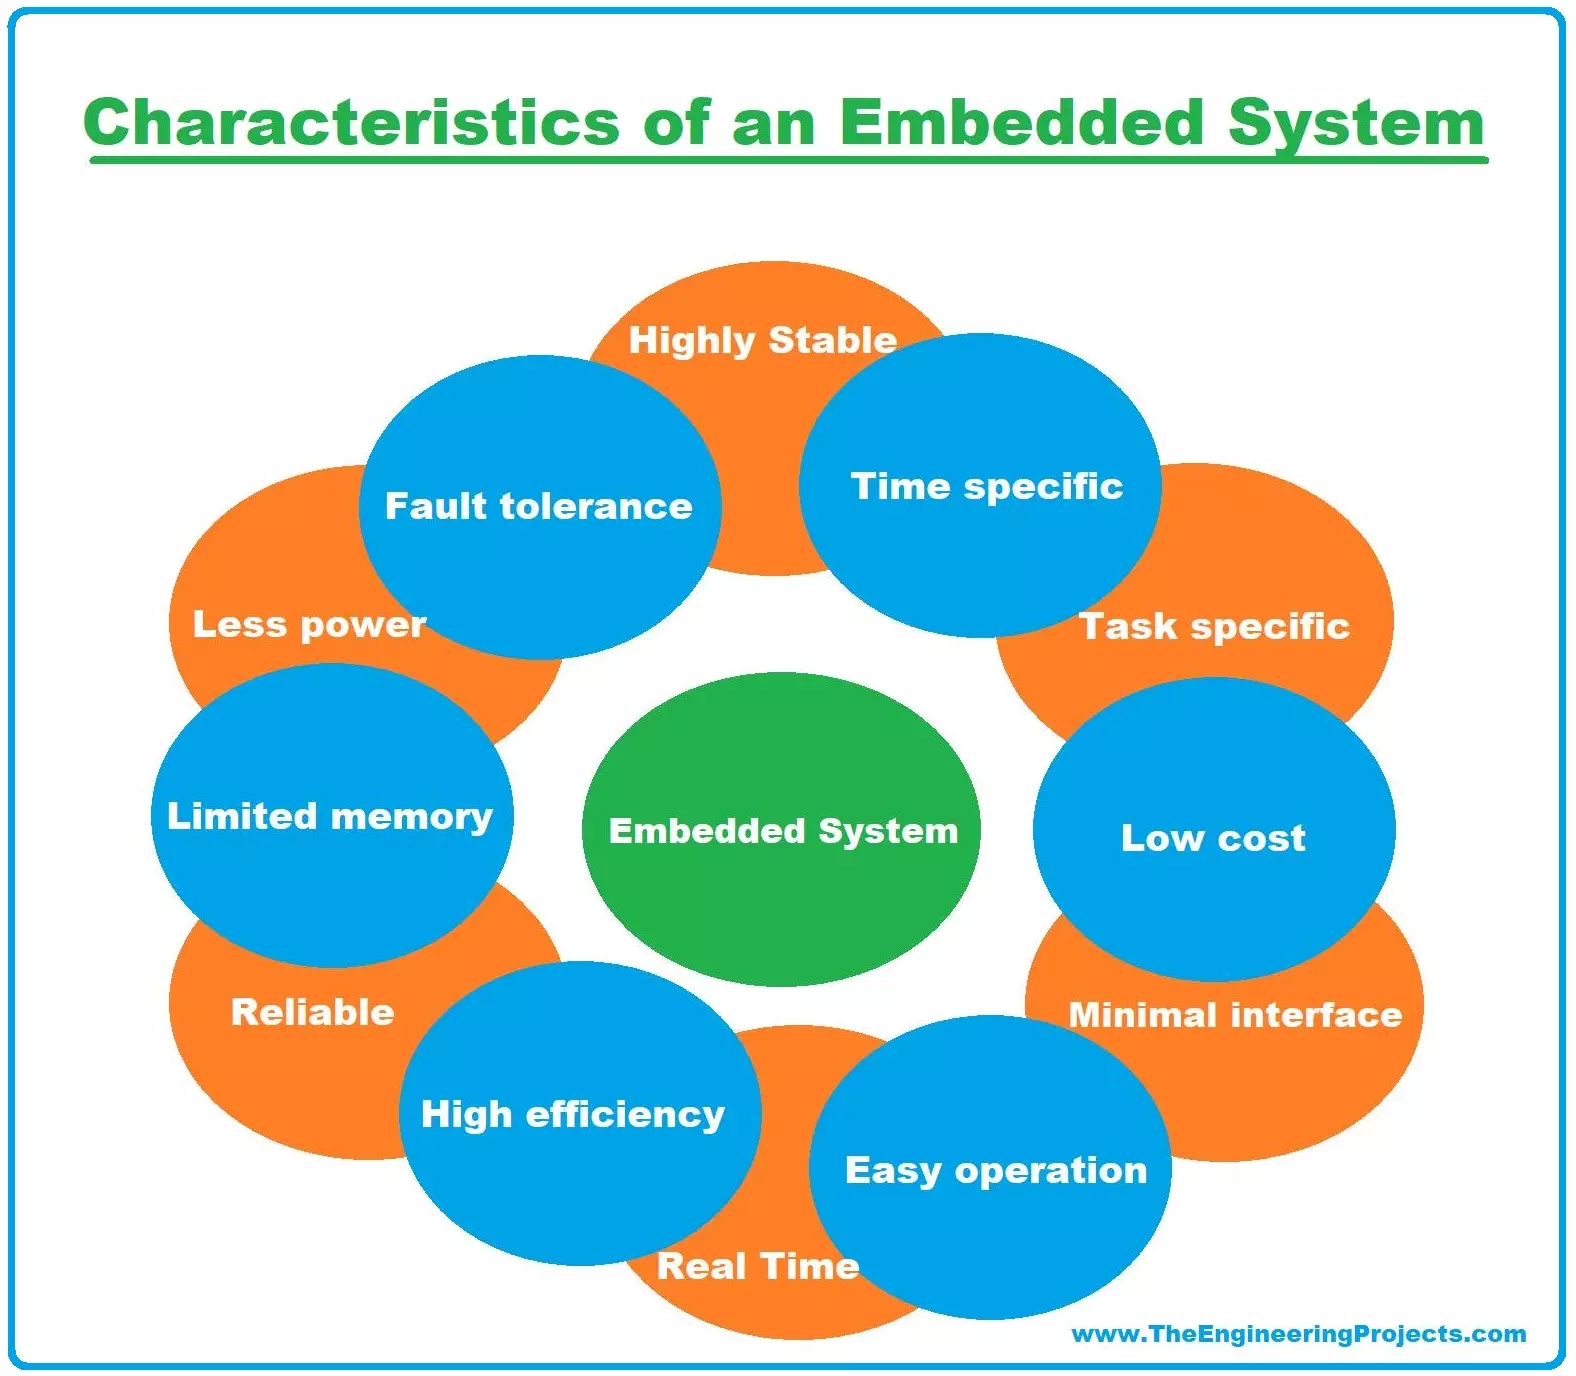 Characteristics of an Embedded System
Highly Stable
Time specific
Fault tolerance
Less power
Task specific
Limited memory
Embedded System
Low cost
Reliable
Minimal interface
High efficiency
Easy operation
Real Time
www.TheEngineeringProjects.com